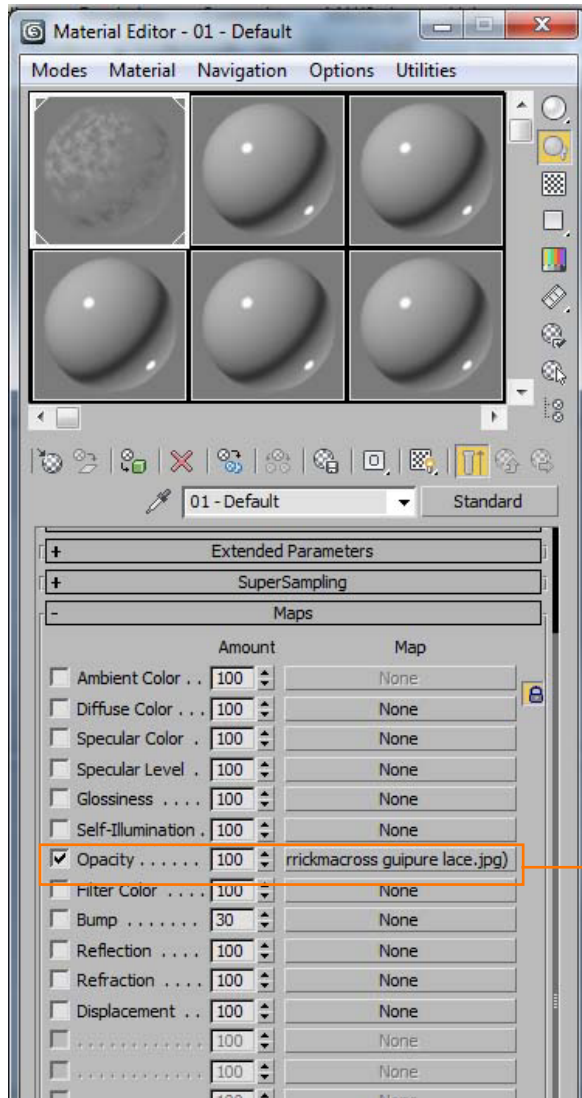 Material Editor - 01 - Default
Modes Material Navigation Options Utilities
01 - Default Standard
+ Extended Parameters
+ SuperSampling
- Maps
Amount Map
Ambient Color . . 100 None
Diffuse Color . . . 100 None
Specular Color . 100 None
Specular Level . 100 None
Glossiness . . . . 100 None
Self-Illumination . 100 None
Opacity . . . . . . 100 rrickmacross guipure lace.jpg)
Filter Color . . . . 100 None
Bump . . . . . . . 30 None
Reflection . . . . 100 None
Refraction . . . . 100 None
Displacement . . 100 None
. . . . . . . . . . . . 100 None
. . . . . . . . . . . . 100 None